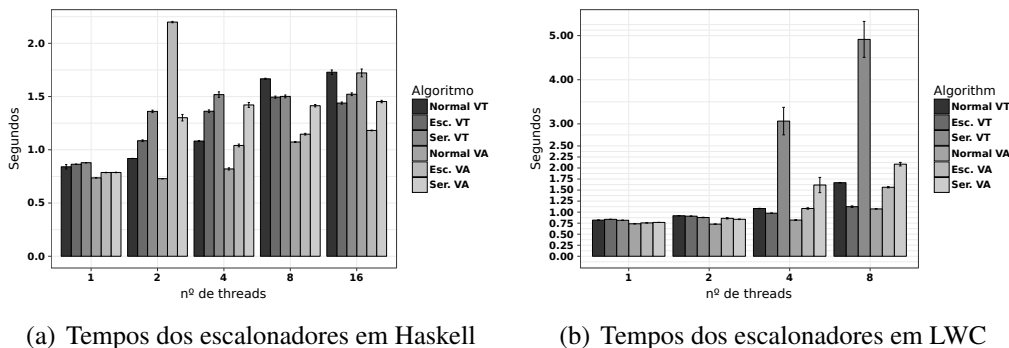 2.0
1.5
1.0
0.5
0.0
Segundos
1
2
4
8
16
nº de threads
Algoritmo
Normal VT
Esc. VT
Ser. VT
Normal VA
Esc. VA
Ser. VA
(a) Tempos dos escalonadores em Haskell
5.00
4.00
3.00
2.25
2.00
1.75
1.50
1.25
1.00
0.75
0.50
0.25
0.00
Segundos
1
2
4
8
nº de threads
Algorithm
Normal VT
Esc. VT
Ser. VT
Normal VA
Esc. VA
Ser. VA
(b) Tempos dos escalonadores em LWC